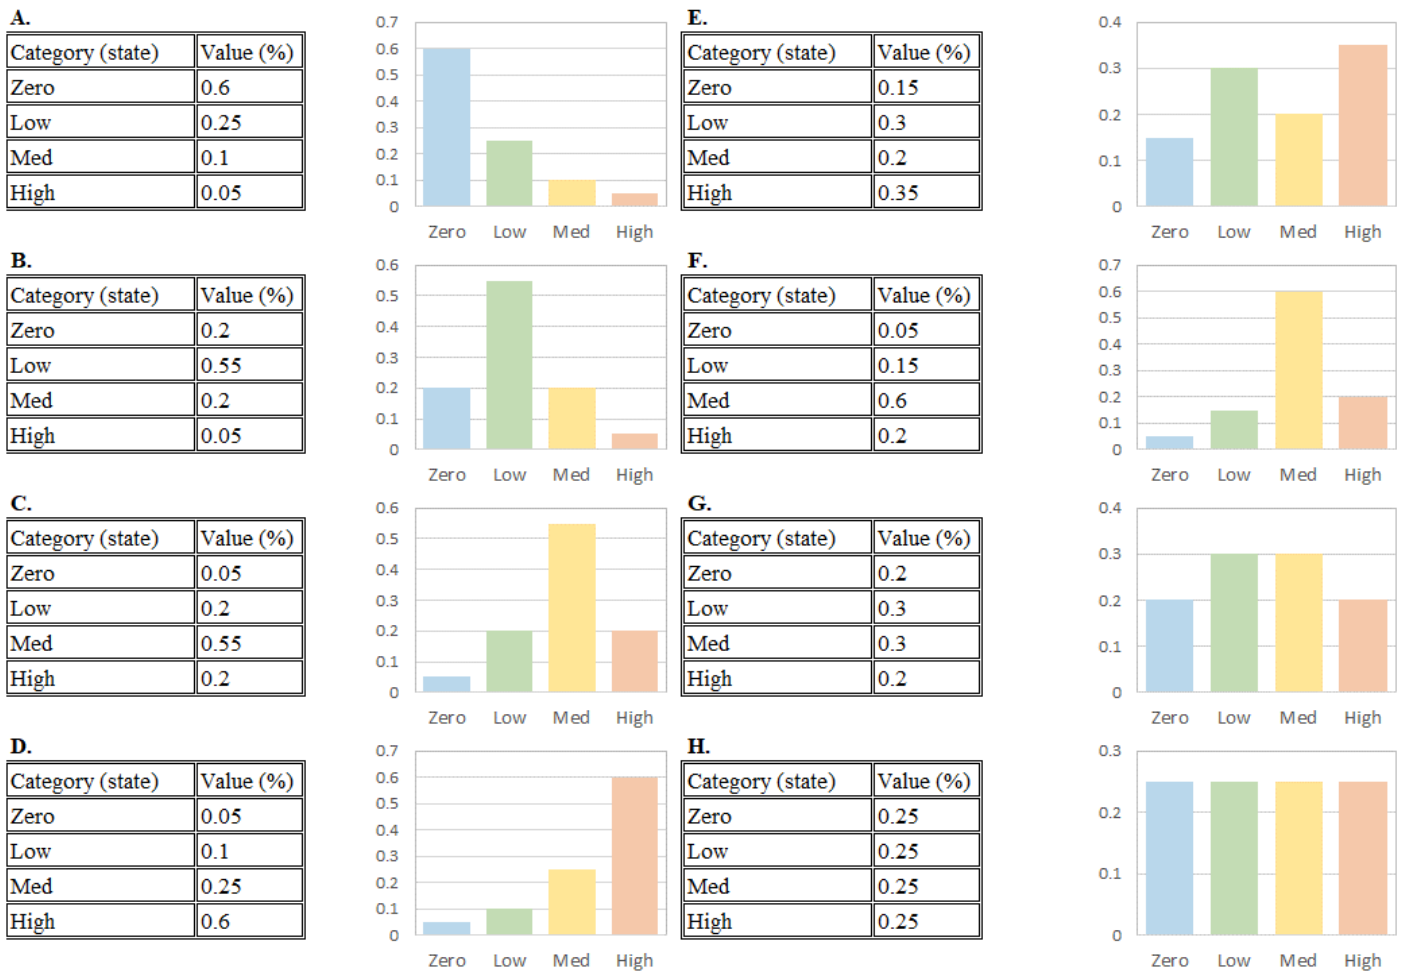 A.
Category (state) Value (%)
Zero 0.6
Low 0.25
Med 0.1
High 0.05
0.7
0.6
0.5
0.4
0.3
0.2
0.1
0
Zero Low Med High
E.
Category (state) Value (%)
Zero 0.15
Low 0.3
Med 0.2
High 0.35
0.4
0.3
0.2
0.1
0
Zero Low Med High
B.
Category (state) Value (%)
Zero 0.2
Low 0.55
Med 0.2
High 0.05
0.6
0.5
0.4
0.3
0.2
0.1
0
Zero Low Med High
F.
Category (state) Value (%)
Zero 0.05
Low 0.15
Med 0.6
High 0.2
0.7
0.6
0.5
0.4
0.3
0.2
0.1
0
Zero Low Med High
C.
Category (state) Value (%)
Zero 0.05
Low 0.2
Med 0.55
High 0.2
0.6
0.5
0.4
0.3
0.2
0.1
0
Zero Low Med High
G.
Category (state) Value (%)
Zero 0.2
Low 0.3
Med 0.3
High 0.2
0.4
0.3
0.2
0.1
0
Zero Low Med High
D.
Category (state) Value (%)
Zero 0.05
Low 0.1
Med 0.25
High 0.6
0.7
0.6
0.5
0.4
0.3
0.2
0.1
0
Zero Low Med High
H.
Category (state) Value (%)
Zero 0.25
Low 0.25
Med 0.25
High 0.25
0.3
0.2
0.1
0
Zero Low Med High